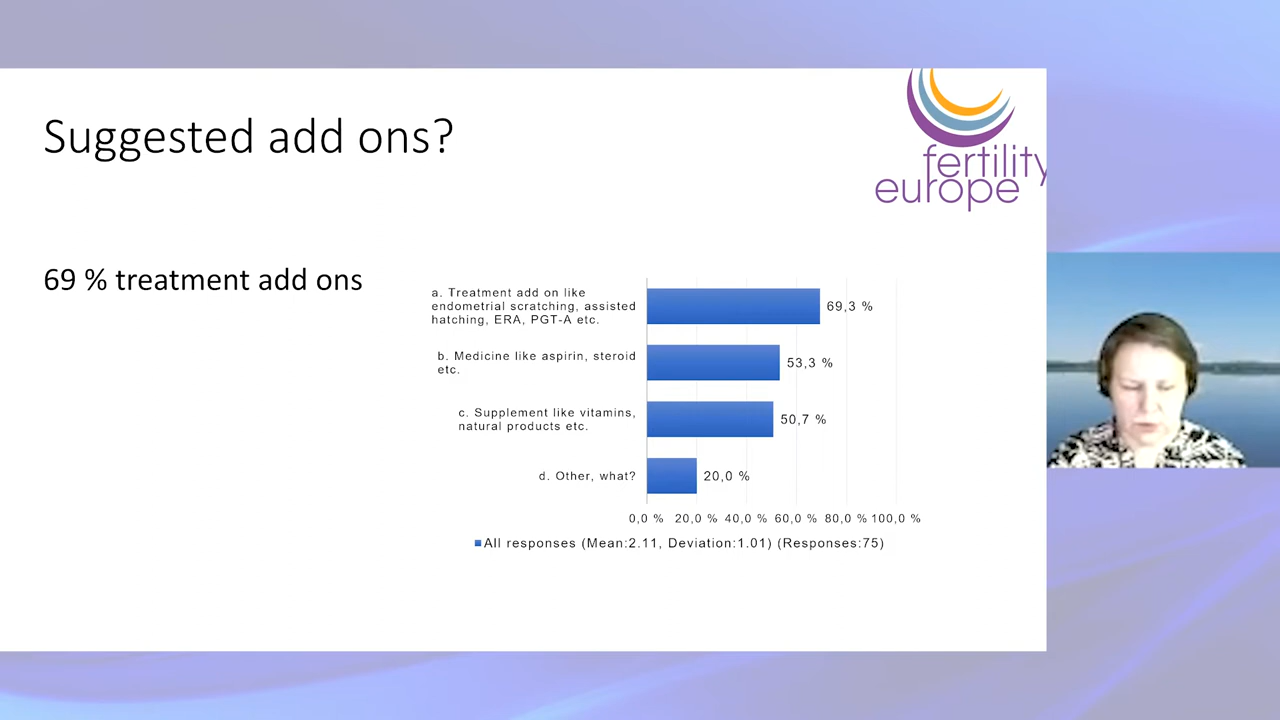 Suggested add ons?
fertility
europe
69 % treatment add ons
a. Treatment add on like
endometrial scratching, assisted
hatching, ERA, PGT-A etc.
69,3 %
b. Medicine like aspirin, steroid
etc.
53,3 %
c. Supplement like vitamins,
natural products etc.
50,7 %
d. Other, what?
20,0 %
0,0 % 20,0 % 40,0 % 60,0 % 80,0 % 100,0 %
All responses (Mean:2.11, Deviation:1.01) (Responses:75)